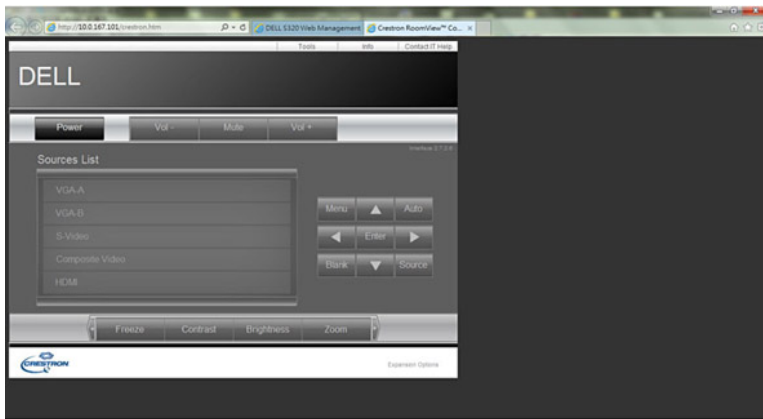 http://10.0.167.101/crestron.htm
DELL S320 Web Management
Crestron RoomView™ Co...
Tools Info Contact IT Help
DELL
Power Vol - Mute Vol +
Sources List
VGA-A
VGA-B
S-Video
Composite Video
HDMI
Menu Auto
Enter
Blank Source
Freeze Contrast Brightness Zoom
CRESTRON
Expansion Options